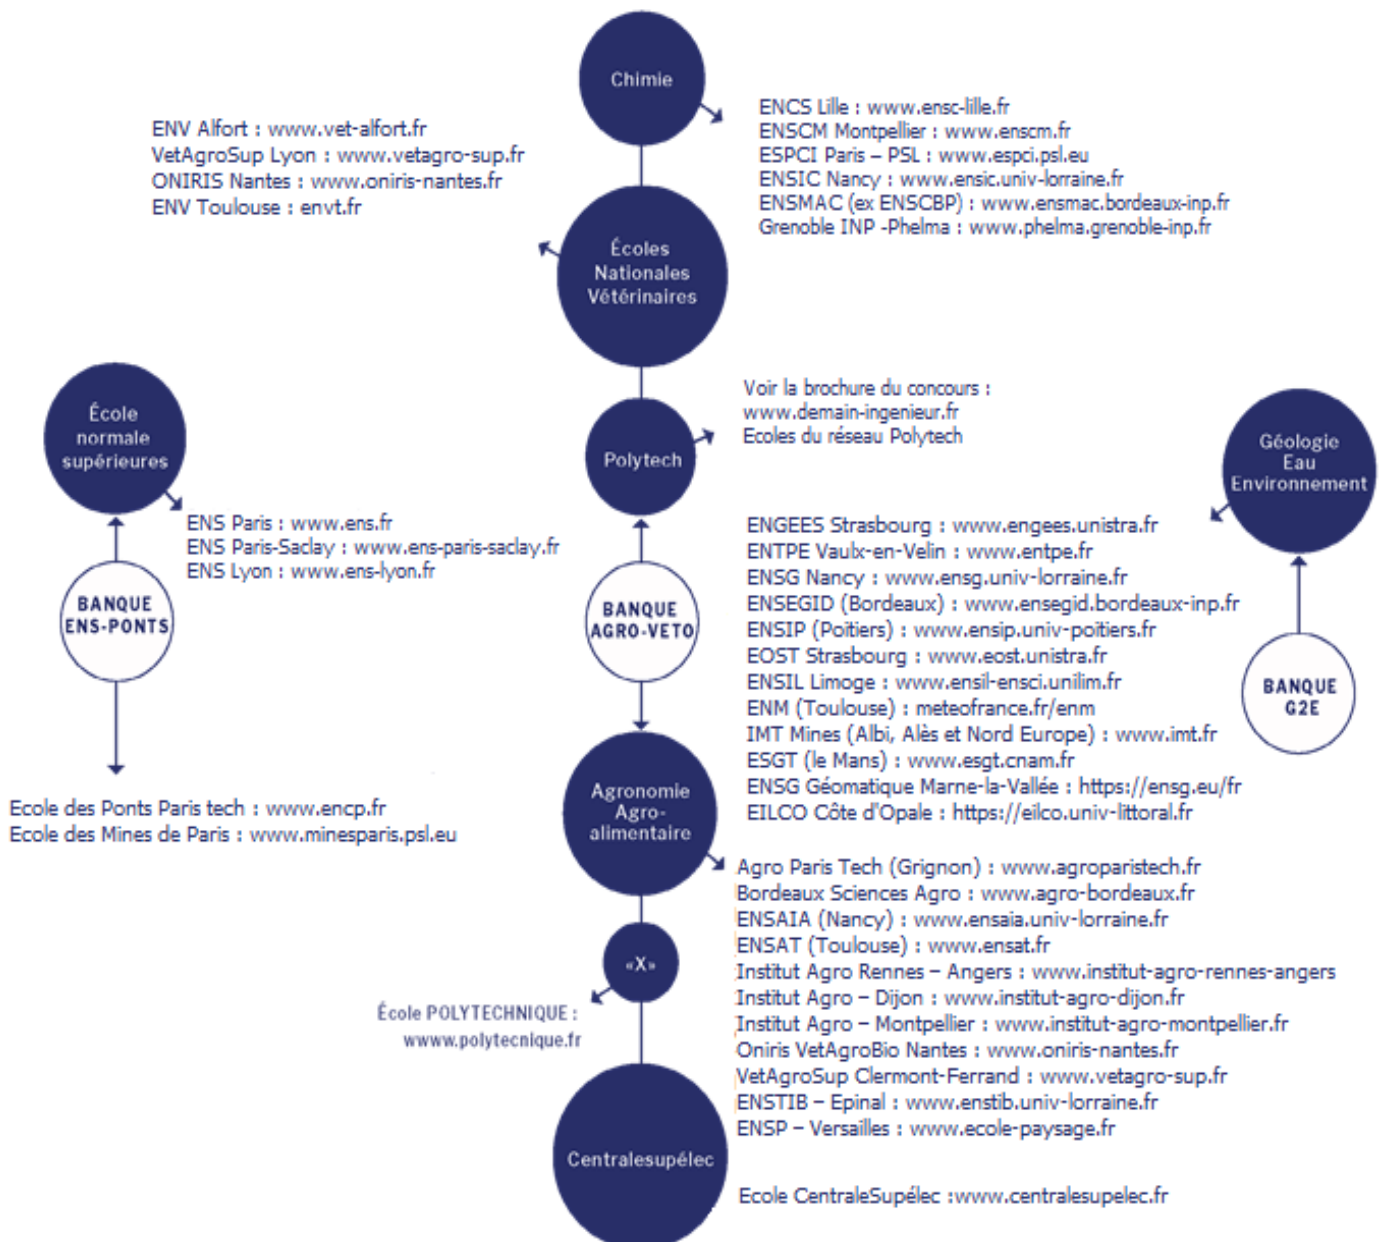 Chimie
ENCS Lille : www.ensc-lille.fr
ENSCM Montpellier : www.enscm.fr
ESPCI Paris – PSL : www.espci.psl.eu
ENSIC Nancy : www.ensic.univ-lorraine.fr
ENSMAC (ex ENSCBP) : www.ensmac.bordeaux-inp.fr
Grenoble INP -Phelma : www.phelma.grenoble-inp.fr
ENV Alfort : www.vet-alfort.fr
VetAgroSup Lyon : www.vetagro-sup.fr
ONIRIS Nantes : www.oniris-nantes.fr
ENV Toulouse : envt.fr
Écoles
Nationales
Vétérinaires
École
normale
supérieures
ENS Paris : www.ens.fr
ENS Paris-Saclay : www.ens-paris-saclay.fr
ENS Lyon : www.ens-lyon.fr
BANQUE
ENS-PONTS
Ecole des Ponts Paris tech : www.encp.fr
Ecole des Mines de Paris : www.minesparis.psl.eu
Polytech
Voir la brochure du concours :
www.demain-ingenieur.fr
Ecoles du réseau Polytech
BANQUE
AGRO-VETO
Géologie
Eau
Environnement
ENGEES Strasbourg : www.engees.unistra.fr
ENTPE Vaulx-en-Velin : www.entpe.fr
ENSG Nancy : www.ensg.univ-lorraine.fr
ENSEGID (Bordeaux) : www.ensegid.bordeaux-inp.fr
ENSIP (Poitiers) : www.ensip.univ-poitiers.fr
EOST Strasbourg : www.eost.unistra.fr
ENSIL Limoge : www.ensil-ensci.unilim.fr
ENM (Toulouse) : meteofrance.fr/enm
IMT Mines (Albi, Alès et Nord Europe) : www.imt.fr
ESGT (le Mans) : www.esgt.cnam.fr
ENSG Géomatique Marne-la-Vallée : https://ensg.eu/fr
EILCO Côte d'Opale : https://eilco.univ-littoral.fr
BANQUE
G2E
Agronomie
Agro-
alimentaire
Agro Paris Tech (Grignon) : www.agroparistech.fr
Bordeaux Sciences Agro : www.agro-bordeaux.fr
ENSAIA (Nancy) : www.ensaia.univ-lorraine.fr
ENSAT (Toulouse) : www.ensat.fr
Institut Agro Rennes – Angers : www.institut-agro-rennes-angers
Institut Agro – Dijon : www.institut-agro-dijon.fr
Institut Agro – Montpellier : www.institut-agro-montpellier.fr
Oniris VetAgroBio Nantes : www.oniris-nantes.fr
VetAgroSup Clermont-Ferrand : www.vetagro-sup.fr
ENSTIB – Epinal : www.enstib.univ-lorraine.fr
ENSP – Versailles : www.ecole-paysage.fr
«X»
École POLYTECHNIQUE :
wwww.polytecnique.fr
Centralesupélec
Ecole CentraleSupélec :www.centralesupelec.fr